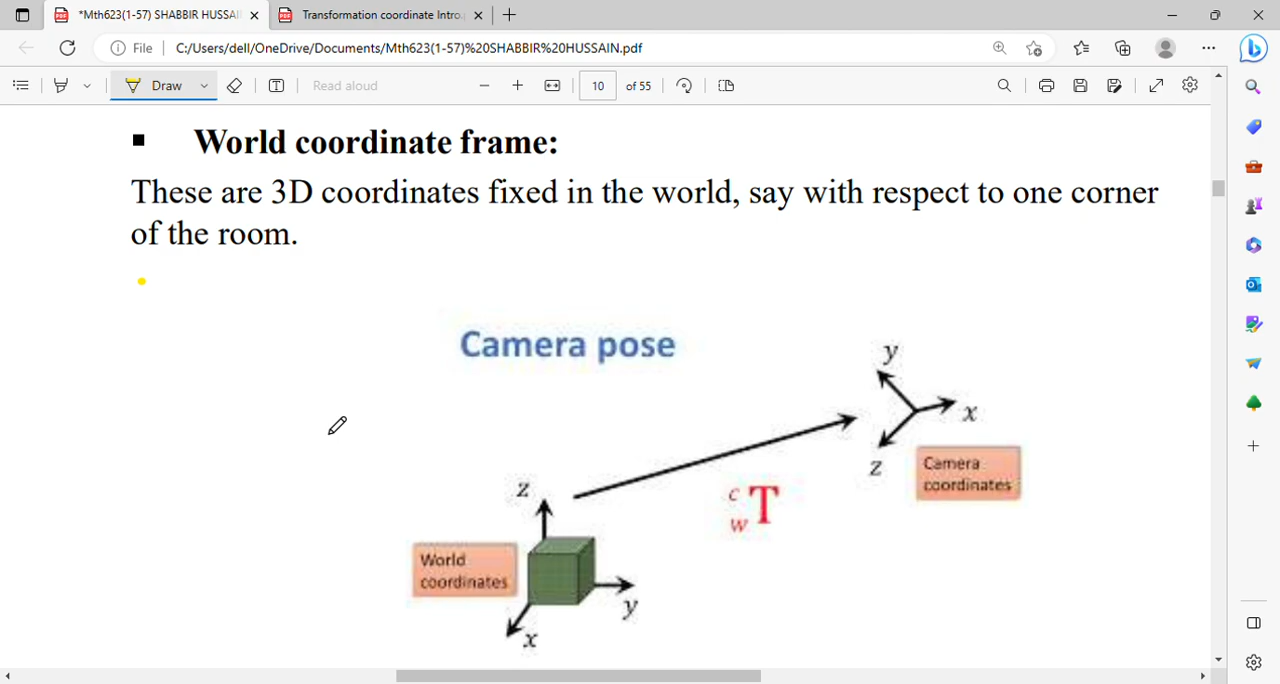 *Mth623(1-57) SHABBIR HUSSAI
Transformation coordinate Intro.
File
C:/Users/dell/OneDrive/Documents/Mth623(1-57)%20SHABBIR%20HUSSAIN.pdf
Draw
Read aloud
10 of 55
World coordinate frame:
These are 3D coordinates fixed in the world, say with respect to one corner
of the room.
Camera pose
y
x
z
Camera
coordinates
c
w T
z
World
coordinates
y
x